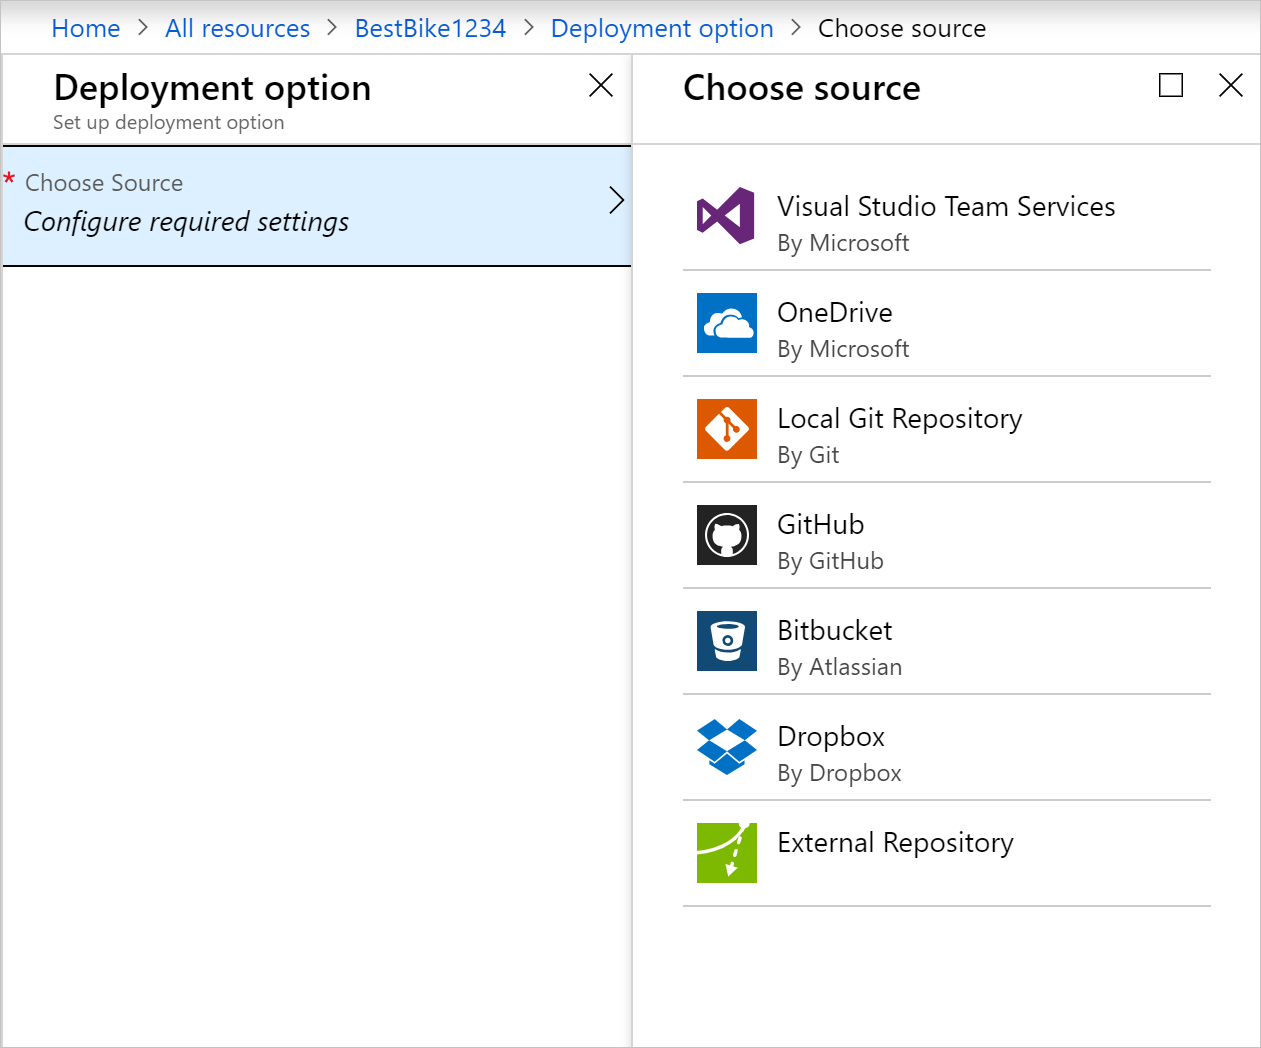 Home > All resources > BestBike1234 > Deployment option > Choose source
Deployment option
Set up deployment option
* Choose Source
Configure required settings
Choose source
Visual Studio Team Services
By Microsoft
OneDrive
By Microsoft
Local Git Repository
By Git
GitHub
By GitHub
Bitbucket
By Atlassian
Dropbox
By Dropbox
External Repository